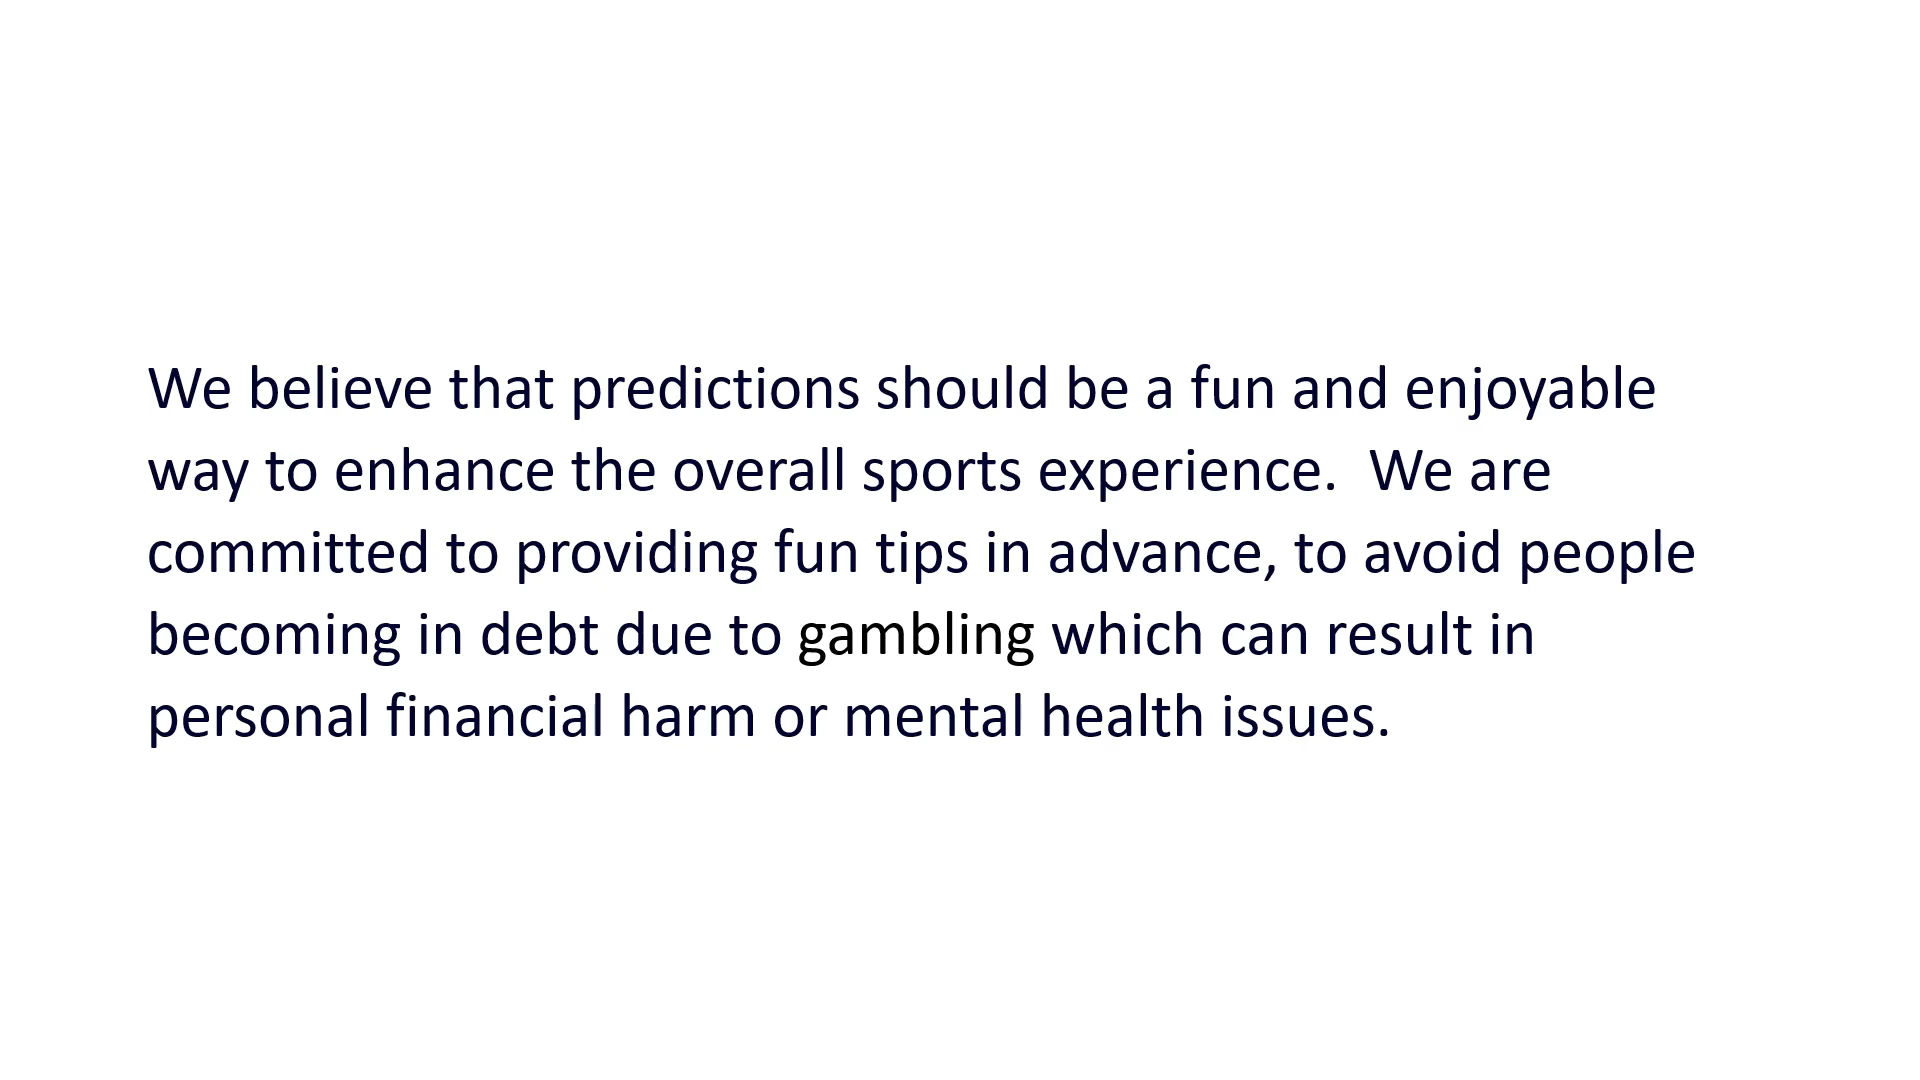 We believe that predictions should be a fun and enjoyable
way to enhance the overall sports experience.  We are
committed to providing fun tips in advance, to avoid people
becoming in debt due to gambling which can result in
personal financial harm or mental health issues.